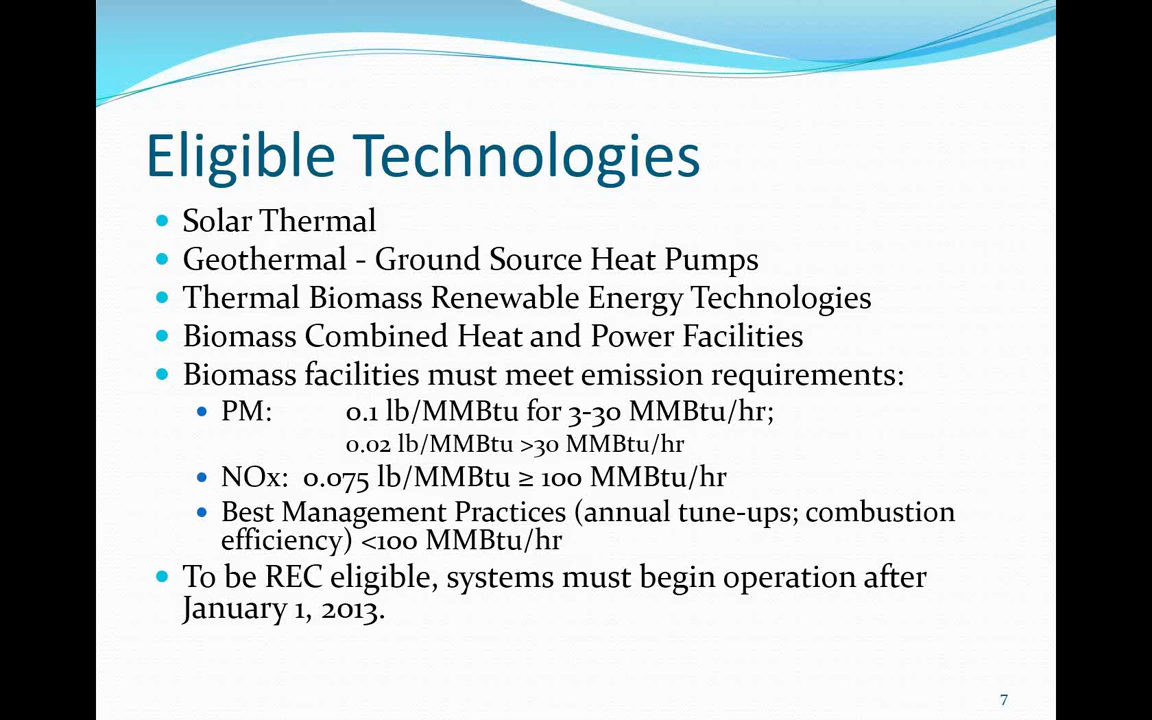 Eligible Technologies
• Solar Thermal
• Geothermal - Ground Source Heat Pumps
• Thermal Biomass Renewable Energy Technologies
• Biomass Combined Heat and Power Facilities
• Biomass facilities must meet emission requirements:
• PM: 0.1 lb/MMBtu for 3-30 MMBtu/hr;
0.02 lb/MMBtu >30 MMBtu/hr
• NOx: 0.075 lb/MMBtu ≥ 100 MMBtu/hr
• Best Management Practices (annual tune-ups; combustion
efficiency) <100 MMBtu/hr
• To be REC eligible, systems must begin operation after
January 1, 2013.
7